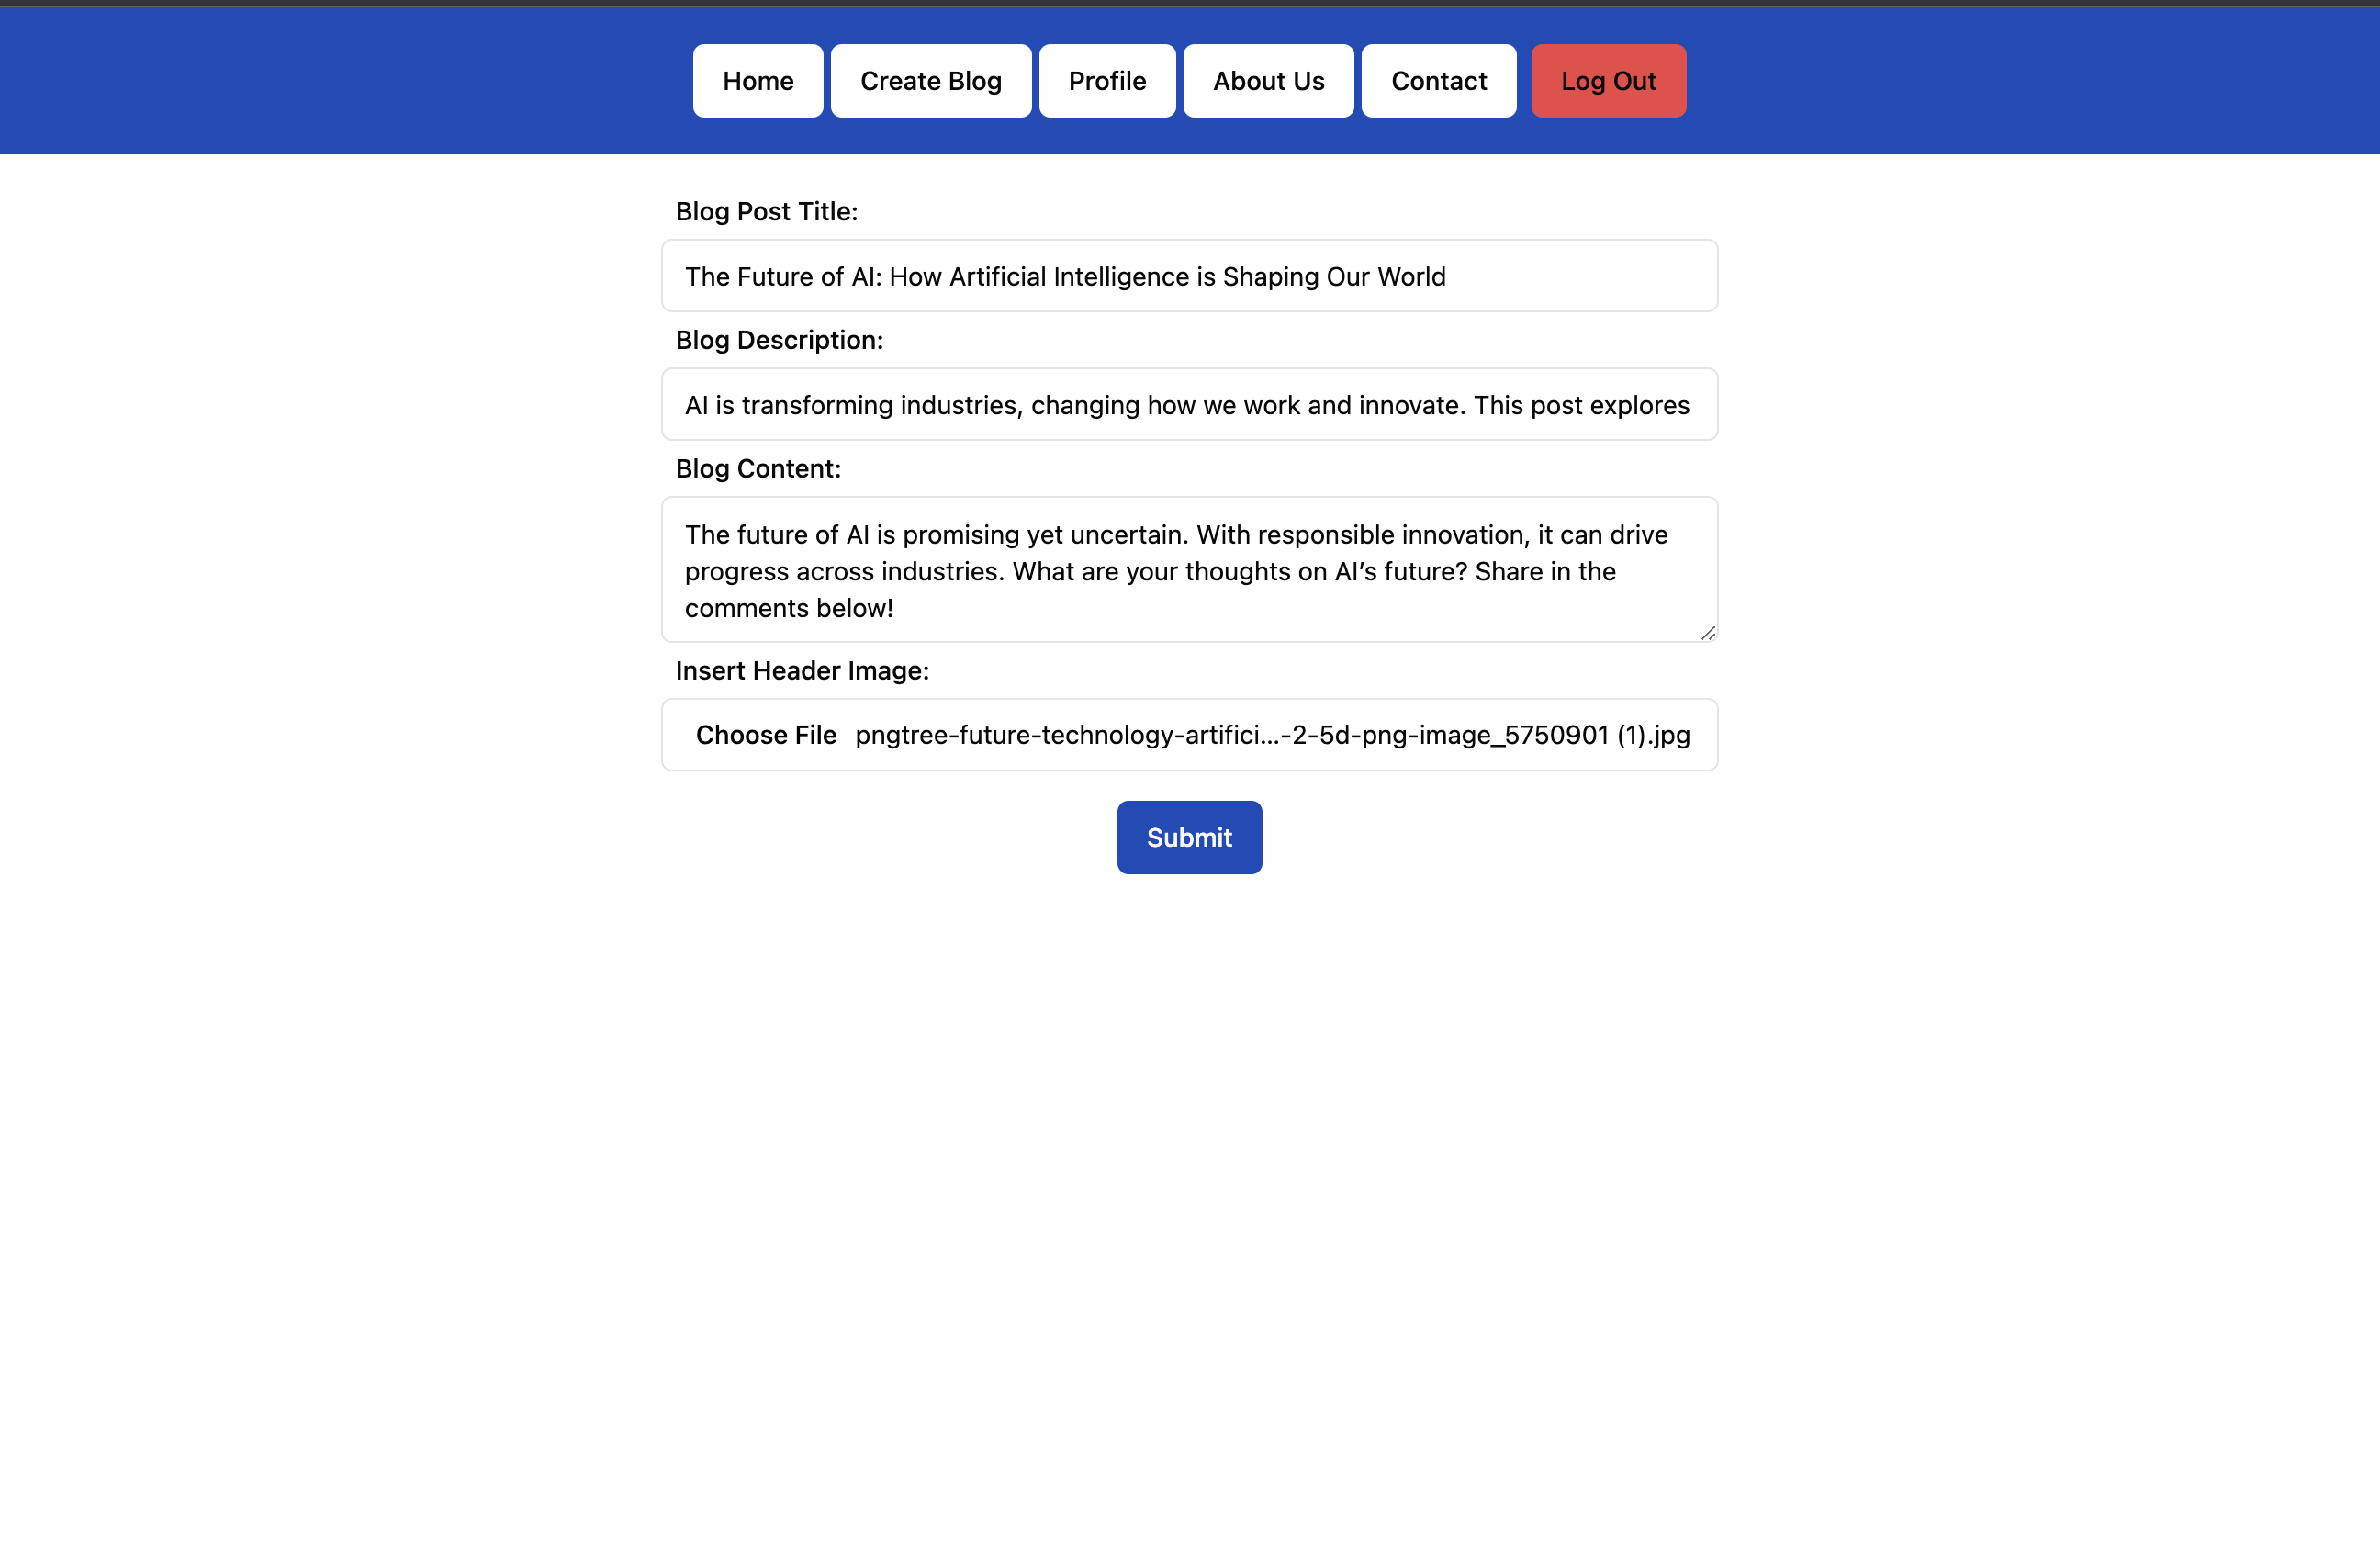 Home Create Blog Profile About Us Contact Log Out
Blog Post Title:
The Future of AI: How Artificial Intelligence is Shaping Our World
Blog Description:
AI is transforming industries, changing how we work and innovate. This post explores
Blog Content:
The future of AI is promising yet uncertain. With responsible innovation, it can drive
progress across industries. What are your thoughts on AI’s future? Share in the
comments below!
Insert Header Image:
Choose File pngtree-future-technology-artifici...-2-5d-png-image_5750901 (1).jpg
Submit